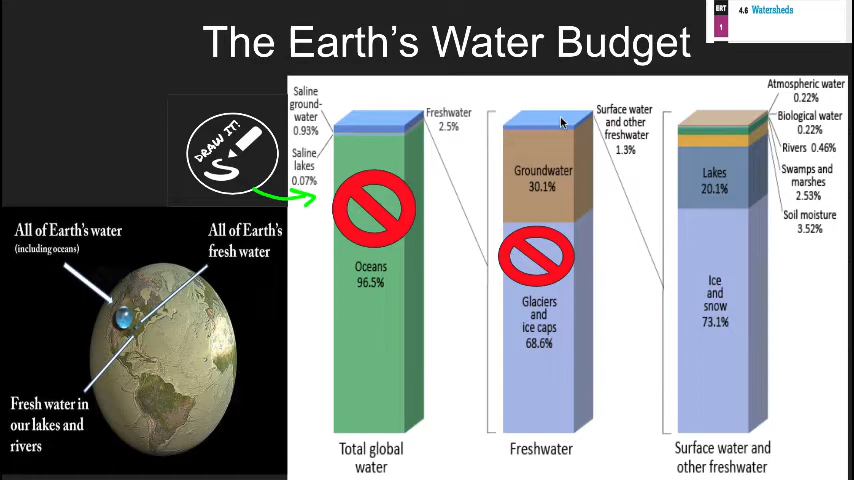 The Earth's Water Budget
ERT
1
4.6 Watersheds
DRAW IT!
All of Earth's water
(including oceans)
All of Earth's
fresh water
Fresh water in
our lakes and
rivers
Saline
ground-
water
0.93%
Saline
lakes
0.07%
Freshwater
2.5%
Oceans
96.5%
Total global
water
Surface water
and other
freshwater
1.3%
Groundwater
30.1%
Glaciers
and
ice caps
68.6%
Freshwater
Atmospheric water
0.22%
Biological water
0.22%
Rivers 0.46%
Swamps and
marshes
2.53%
Soil moisture
3.52%
Lakes
20.1%
Ice
and
snow
73.1%
Surface water and
other freshwater